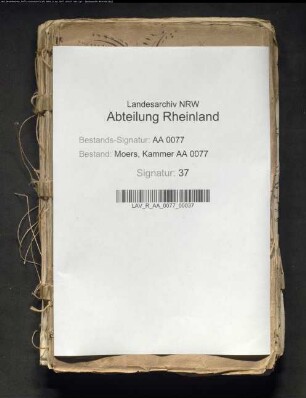 Landesarchiv NRW
Abteilung Rheinland
Bestands-Signatur: AA 0077
Bestand: Moers, Kammer AA 0077
Signatur: 37
LAV_R_AA_0077_00037